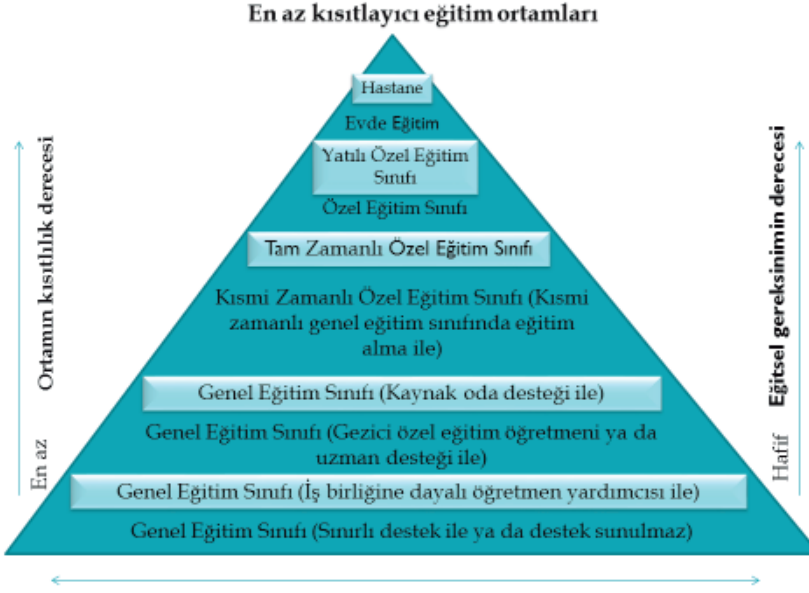 En az kısıtlayıcı eğitim ortamları
Hastane
Evde Eğitim
Yatılı Özel Eğitim
Sınıfı
Özel Eğitim Sınıfı
Tam Zamanlı Özel Eğitim Sınıfı
Kısmi Zamanlı Özel Eğitim Sınıfı (Kısmi
zamanlı genel eğitim sınıfında eğitim
alma ile)
Genel Eğitim Sınıfı (Kaynak oda desteği ile)
Genel Eğitim Sınıfı (Gezici özel eğitim öğretmeni ya da
uzman desteği ile)
Genel Eğitim Sınıfı (İş birliğine dayalı öğretmen yardımcısı ile)
Genel Eğitim Sınıfı (Sınırlı destek ile ya da destek sunulmaz)
En az
Ortamın kısıtlılık derecesi
Hafif
Eğitsel gereksinimin derecesi